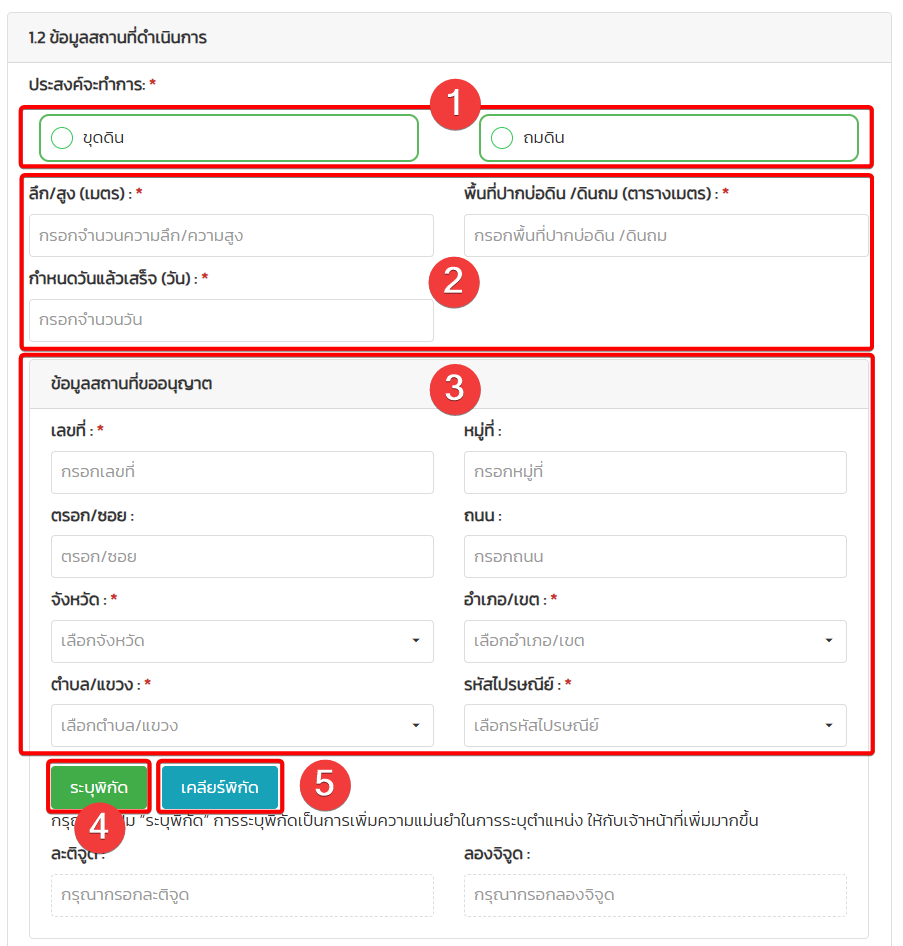 1.2 ข้อมูลสถานที่ดำเนินการ
ประสงค์จะทำการ: *
1
ขุดดิน ถมดิน
ลึก/สูง (เมตร) : * พื้นที่ปากบ่อดิน /ดินถม (ตารางเมตร) : *
กรอกจำนวนความลึก/ความสูง กรอกพื้นที่ปากบ่อดิน /ดินถม
กำหนดวันแล้วเสร็จ (วัน) : * 2
กรอกจำนวนวัน
ข้อมูลสถานที่ขออนุญาต 3
เลขที่ : * หมู่ที่ :
กรอกเลขที่ กรอกหมู่ที่
ตรอก/ซอย : ถนน :
ตรอก/ซอย กรอกถนน
จังหวัด : * อำเภอ/เขต : *
เลือกจังหวัด เลือกอำเภอ/เขต
ตำบล/แขวง : * รหัสไปรษณีย์ : *
เลือกตำบล/แขวง เลือกรหัสไปรษณีย์
ระบุพิกัด เคลียร์พิกัด 5
4 "ระบุพิกัด" การระบุพิกัดเป็นการเพิ่มความแม่นยำในการระบุตำแหน่ง ให้กับเจ้าหน้าที่เพิ่มมากขึ้น
ละติจูด : ลองจิจูด :
กรุณากรอกละติจูด กรุณากรอกลองจิจูด